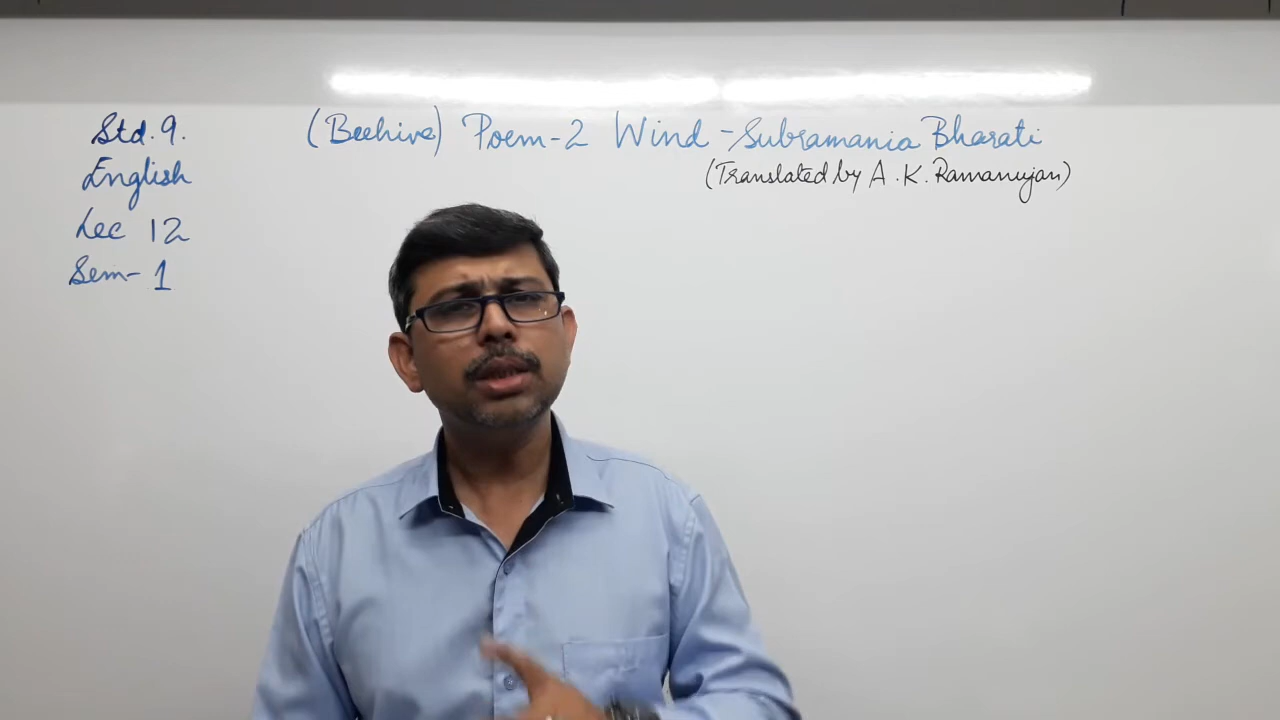 Std. 9.
English
Lec 12
Sem- 1
(Beehive) Poem-2 Wind -Subramania Bharati
(Translated by A. K. Ramanujan)